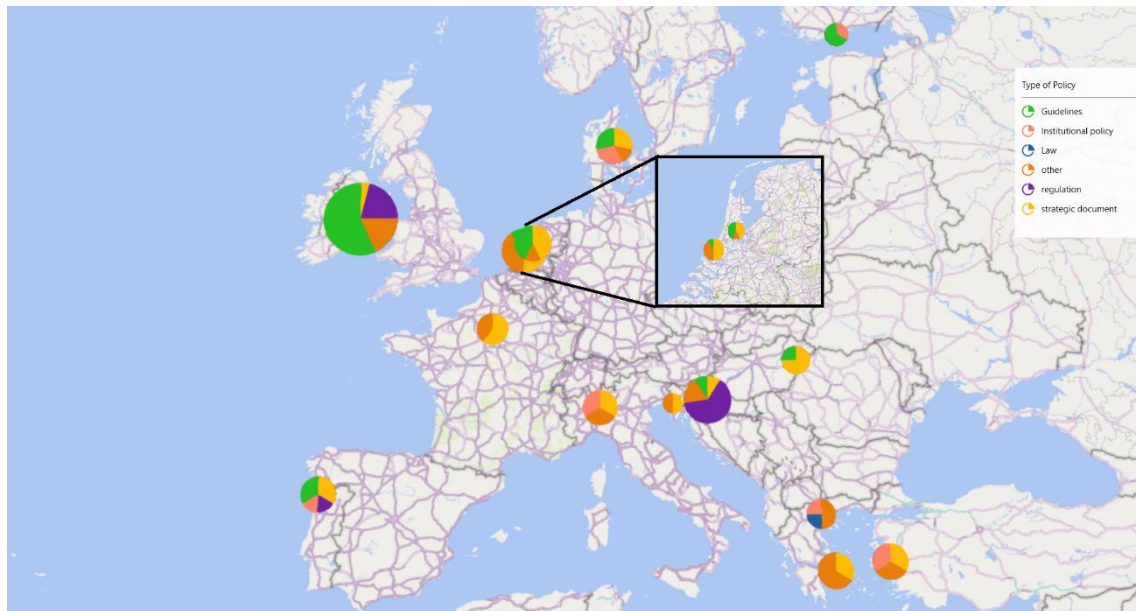 Type of Policy
Guidelines
Institutional policy
Law
other
regulation
strategic document